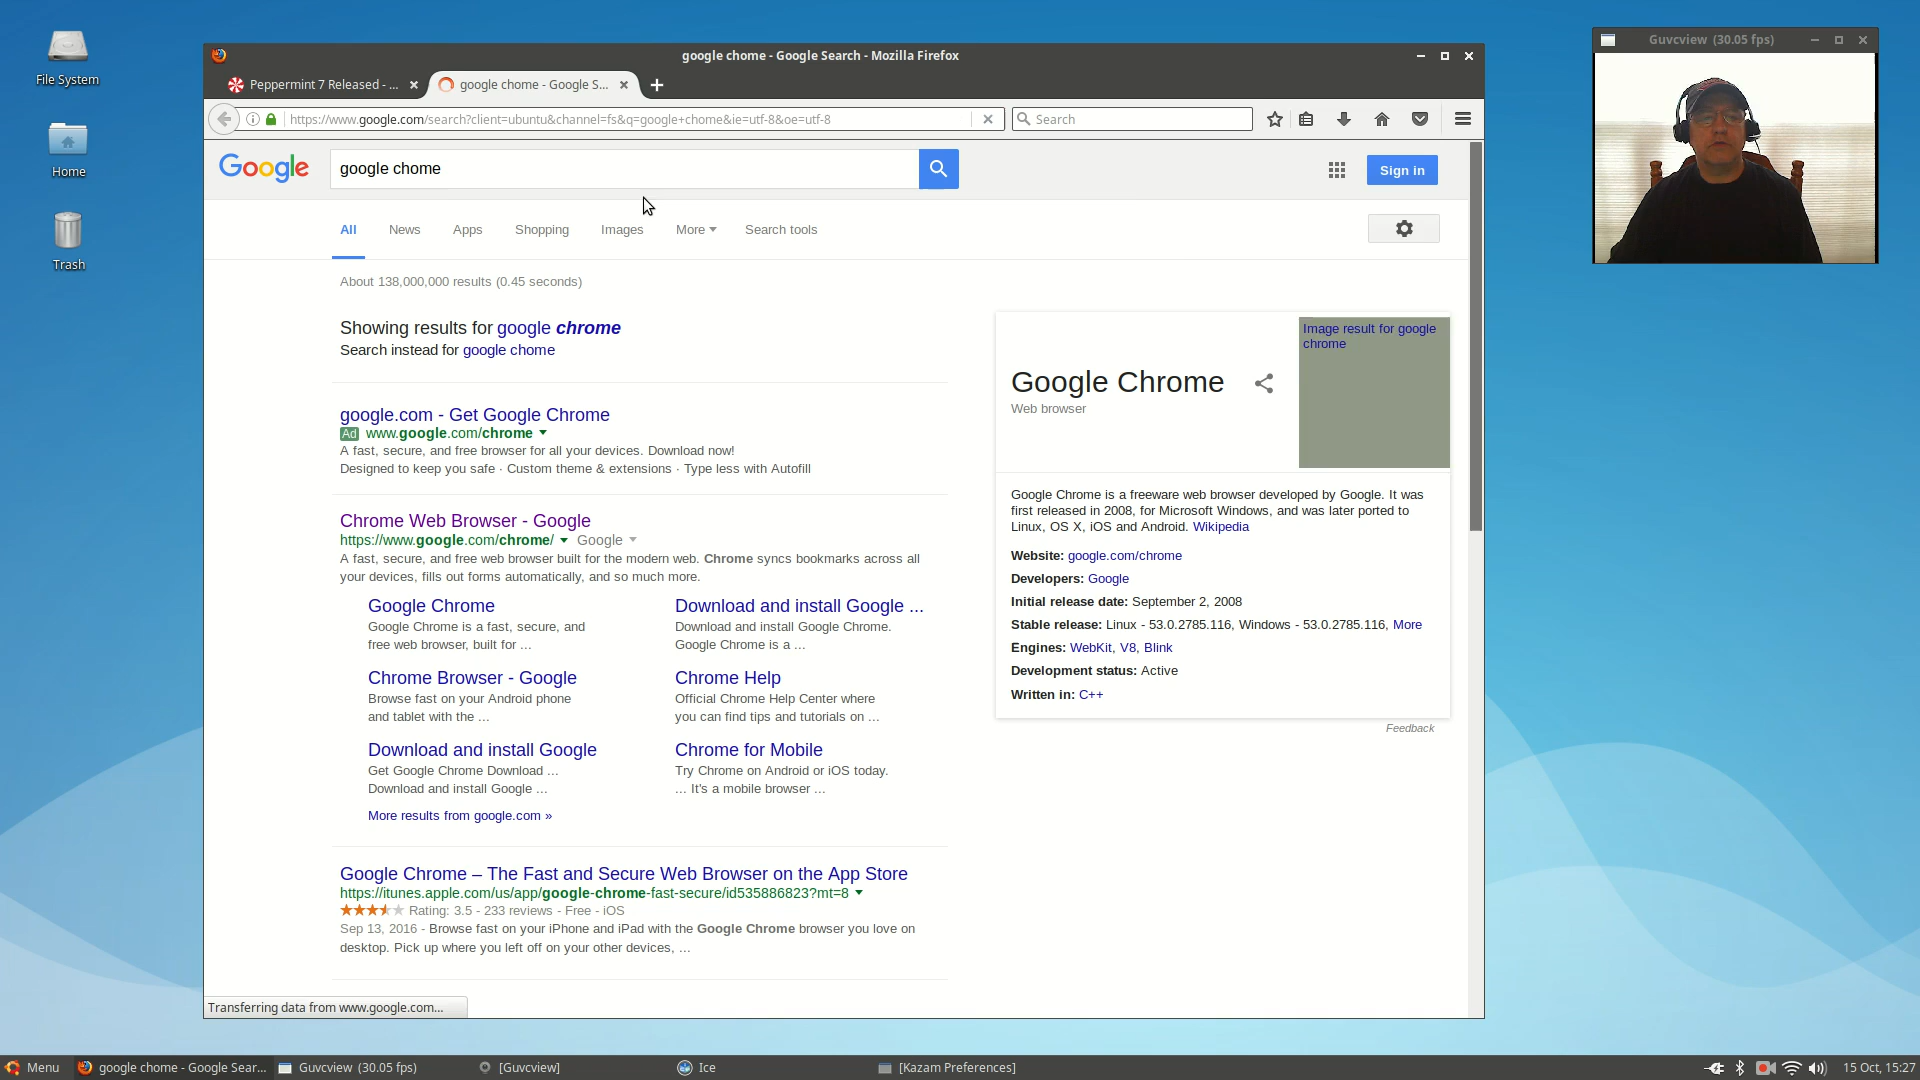 File System
Home
Trash
google chome - Google Search - Mozilla Firefox
Peppermint 7 Released - ...
google chome - Google S...
https://www.google.com/search?client=ubuntu&channel=fs&q=google+chome&ie=utf-8&oe=utf-8
Search
Google
google chome
Sign in
All News Apps Shopping Images More Search tools
About 138,000,000 results (0.45 seconds)
Showing results for google chrome
Search instead for google chome
google.com - Get Google Chrome
Ad www.google.com/chrome
A fast, secure, and free browser for all your devices. Download now!
Designed to keep you safe · Custom theme & extensions · Type less with Autofill
Chrome Web Browser - Google
https://www.google.com/chrome/ Google
A fast, secure, and free web browser built for the modern web. Chrome syncs bookmarks across all
your devices, fills out forms automatically, and so much more.
Google Chrome
Google Chrome is a fast, secure, and
free web browser, built for ...
Download and install Google ...
Download and install Google Chrome.
Google Chrome is a ...
Chrome Browser - Google
Browse fast on your Android phone
and tablet with the ...
Chrome Help
Official Chrome Help Center where
you can find tips and tutorials on ...
Download and install Google
Get Google Chrome Download ...
Download and install Google ...
Chrome for Mobile
Try Chrome on Android or iOS today.
... It's a mobile browser ...
More results from google.com »
Google Chrome – The Fast and Secure Web Browser on the App Store
https://itunes.apple.com/us/app/google-chrome-fast-secure/id535886823?mt=8
Rating: 3.5 - 233 reviews - Free - iOS
Sep 13, 2016 - Browse fast on your iPhone and iPad with the Google Chrome browser you love on
desktop. Pick up where you left off on your other devices, ...
Image result for google
chrome
Google Chrome
Web browser
Google Chrome is a freeware web browser developed by Google. It was
first released in 2008, for Microsoft Windows, and was later ported to
Linux, OS X, iOS and Android. Wikipedia
Website: google.com/chrome
Developers: Google
Initial release date: September 2, 2008
Stable release: Linux - 53.0.2785.116, Windows - 53.0.2785.116, More
Engines: WebKit, V8, Blink
Development status: Active
Written in: C++
Feedback
Transferring data from www.google.com...
Guvcview (30.05 fps)
Menu
google chome - Google Sear...
Guvcview (30.05 fps)
[Guvcview]
Ice
[Kazam Preferences]
15 Oct, 15:27